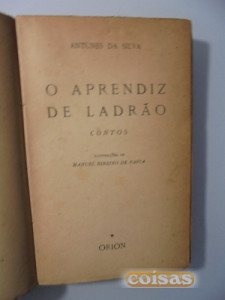 ANTUNES DA SILVA
O APRENDIZ
DE LADRÃO
CONTOS
ILUSTRAÇÕES DE
MANUEL RIBEIRO DE PAVIA
ORION
coisas